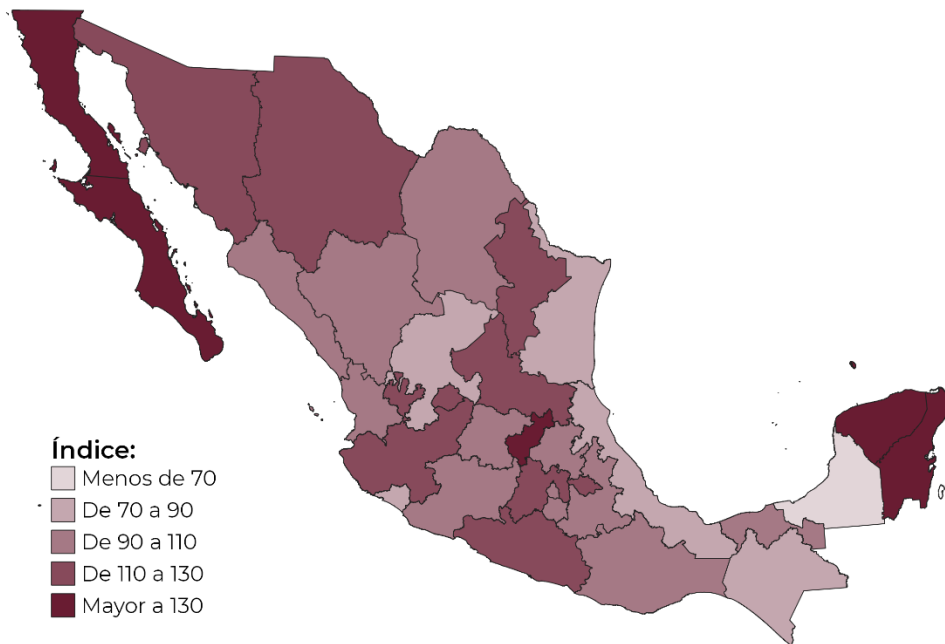 Índice:
Menos de 70
De 70 a 90
De 90 a 110
De 110 a 130
Mayor a 130